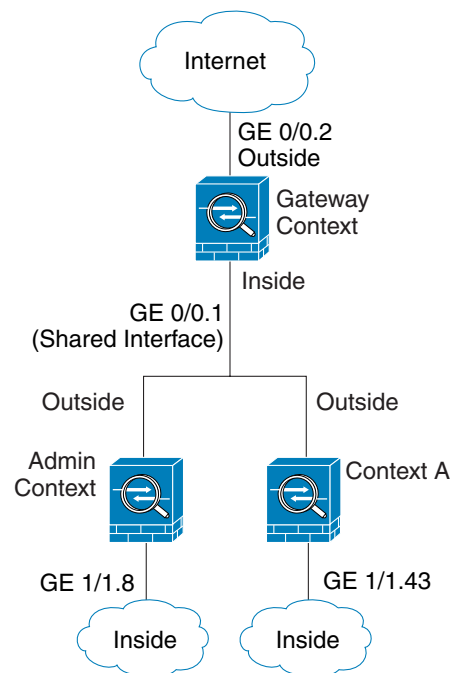 Internet
GE 0/0.2
Outside
Gateway
Context
Inside
GE 0/0.1
(Shared Interface)
Outside
Outside
Admin
Context
Context A
GE 1/1.8
GE 1/1.43
Inside
Inside